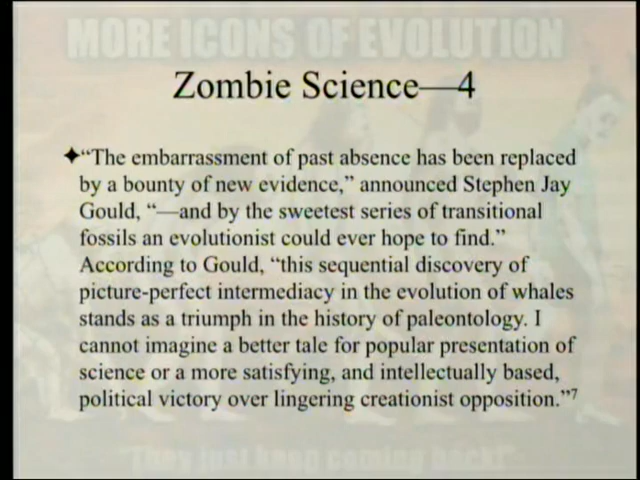 MORE ICONS OF EVOLUTION
Zombie Science—4
✦“The embarrassment of past absence has been replaced
by a bounty of new evidence,” announced Stephen Jay
Gould, “—and by the sweetest series of transitional
fossils an evolutionist could ever hope to find.”
According to Gould, “this sequential discovery of
picture-perfect intermediacy in the evolution of whales
stands as a triumph in the history of paleontology. I
cannot imagine a better tale for popular presentation of
science or a more satisfying, and intellectually based,
political victory over lingering creationist opposition.”7
"They just keep coming back!"